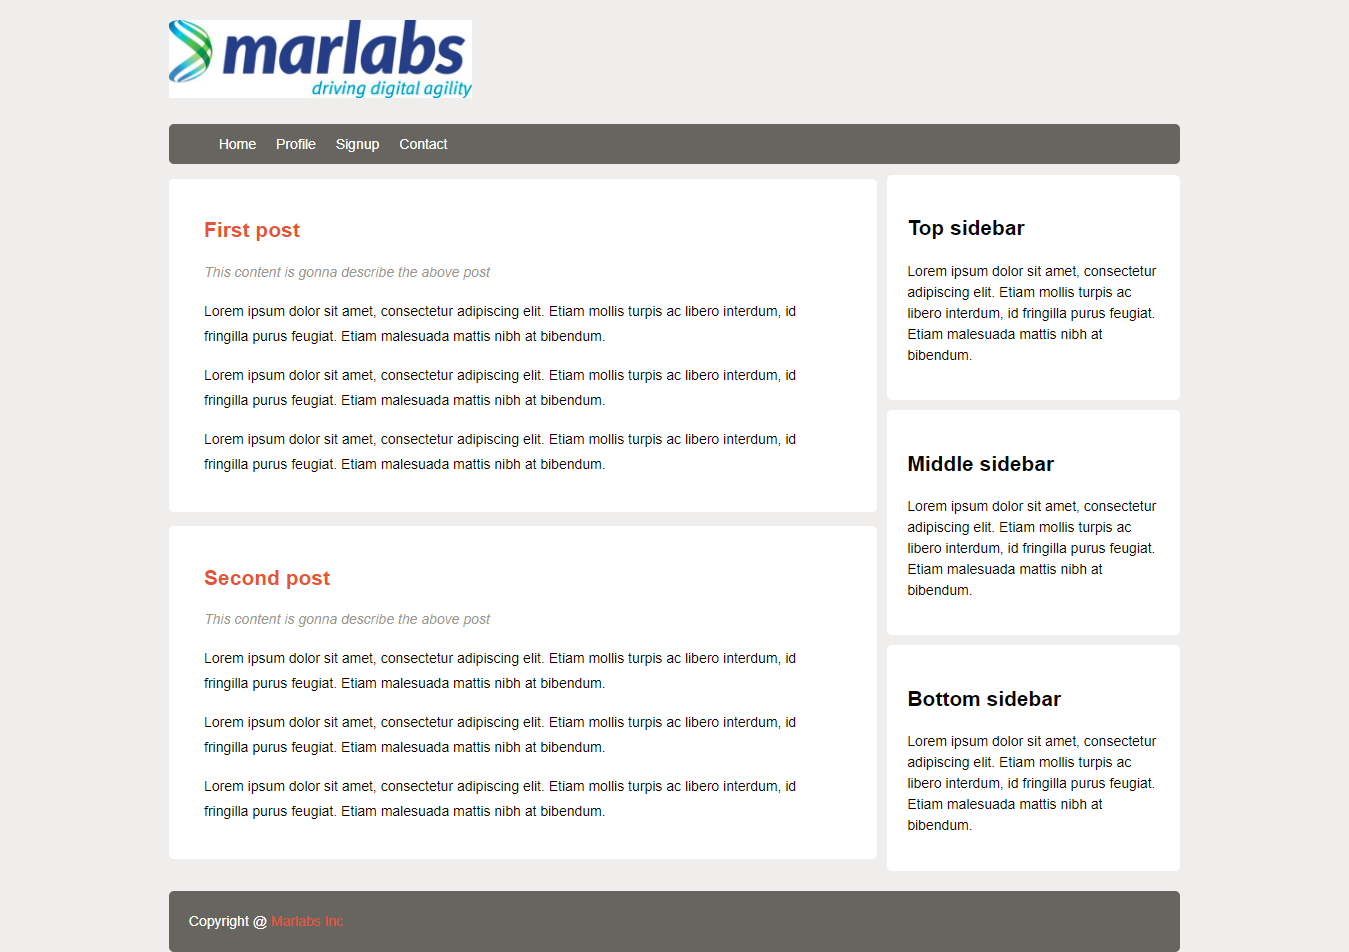 marlabs
driving digital agility
Home Profile Signup Contact
First post
This content is gonna describe the above post
Lorem ipsum dolor sit amet, consectetur adipiscing elit. Etiam mollis turpis ac libero interdum, id
fringilla purus feugiat. Etiam malesuada mattis nibh at bibendum.
Lorem ipsum dolor sit amet, consectetur adipiscing elit. Etiam mollis turpis ac libero interdum, id
fringilla purus feugiat. Etiam malesuada mattis nibh at bibendum.
Lorem ipsum dolor sit amet, consectetur adipiscing elit. Etiam mollis turpis ac libero interdum, id
fringilla purus feugiat. Etiam malesuada mattis nibh at bibendum.
Second post
This content is gonna describe the above post
Lorem ipsum dolor sit amet, consectetur adipiscing elit. Etiam mollis turpis ac libero interdum, id
fringilla purus feugiat. Etiam malesuada mattis nibh at bibendum.
Lorem ipsum dolor sit amet, consectetur adipiscing elit. Etiam mollis turpis ac libero interdum, id
fringilla purus feugiat. Etiam malesuada mattis nibh at bibendum.
Lorem ipsum dolor sit amet, consectetur adipiscing elit. Etiam mollis turpis ac libero interdum, id
fringilla purus feugiat. Etiam malesuada mattis nibh at bibendum.
Top sidebar
Lorem ipsum dolor sit amet, consectetur
adipiscing elit. Etiam mollis turpis ac
libero interdum, id fringilla purus feugiat.
Etiam malesuada mattis nibh at
bibendum.
Middle sidebar
Lorem ipsum dolor sit amet, consectetur
adipiscing elit. Etiam mollis turpis ac
libero interdum, id fringilla purus feugiat.
Etiam malesuada mattis nibh at
bibendum.
Bottom sidebar
Lorem ipsum dolor sit amet, consectetur
adipiscing elit. Etiam mollis turpis ac
libero interdum, id fringilla purus feugiat.
Etiam malesuada mattis nibh at
bibendum.
Copyright @ Marlabs Inc